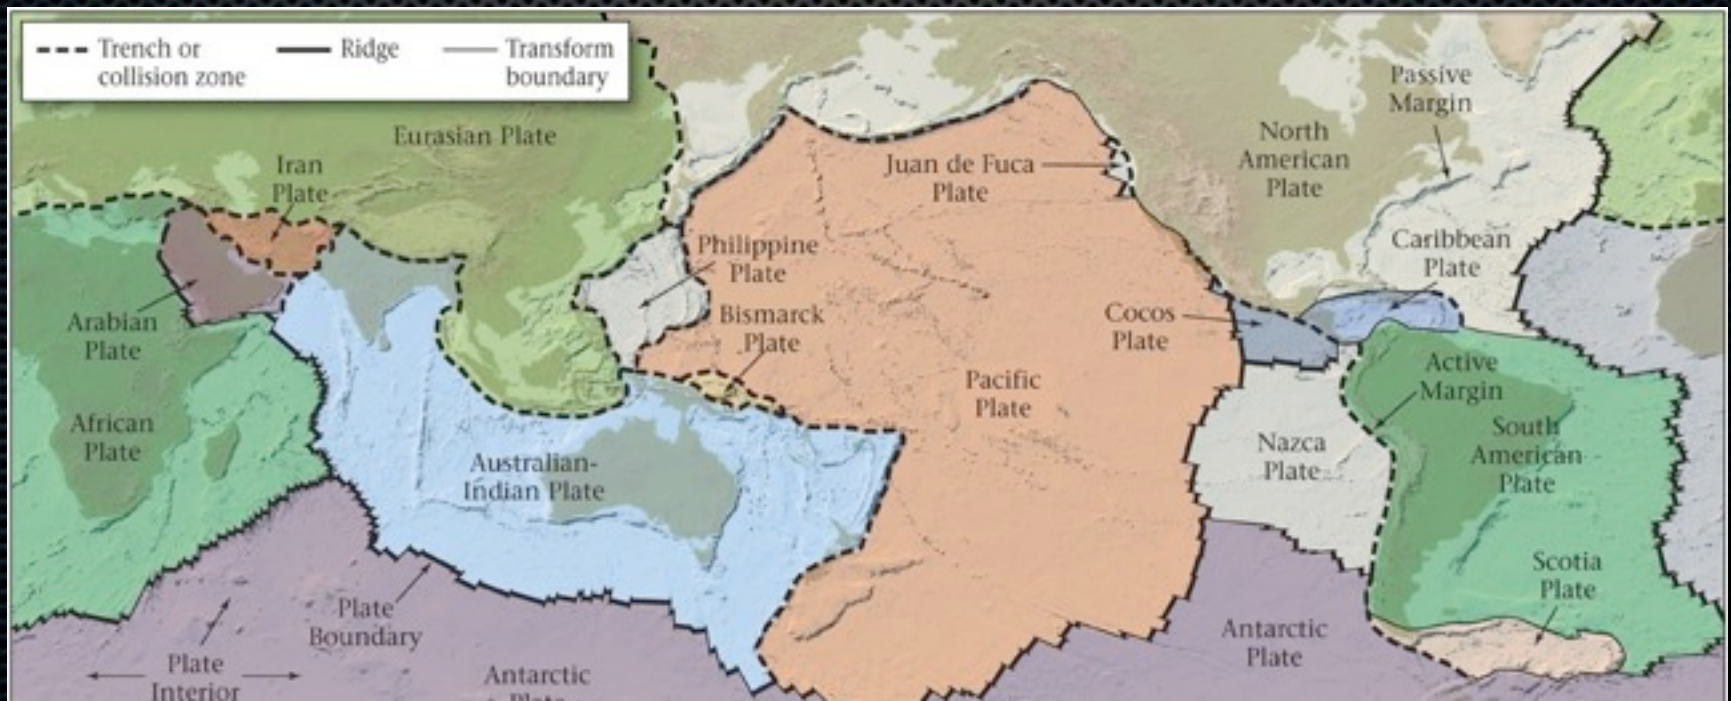 Trench or
collision zone
Ridge
Transform
boundary
Eurasian Plate
Iran
Plate
Passive
Margin
North
American
Plate
Juan de Fuca
Plate
Philippine
Plate
Caribbean
Plate
Bismarck
Plate
Cocos
Plate
Arabian
Plate
Pacific
Plate
Active
Margin
African
Plate
Nazca
Plate
South
American
Plate
Australian-
Indian Plate
Scotia
Plate
Plate
Boundary
Antarctic
Plate
Plate
Interior
Antarctic